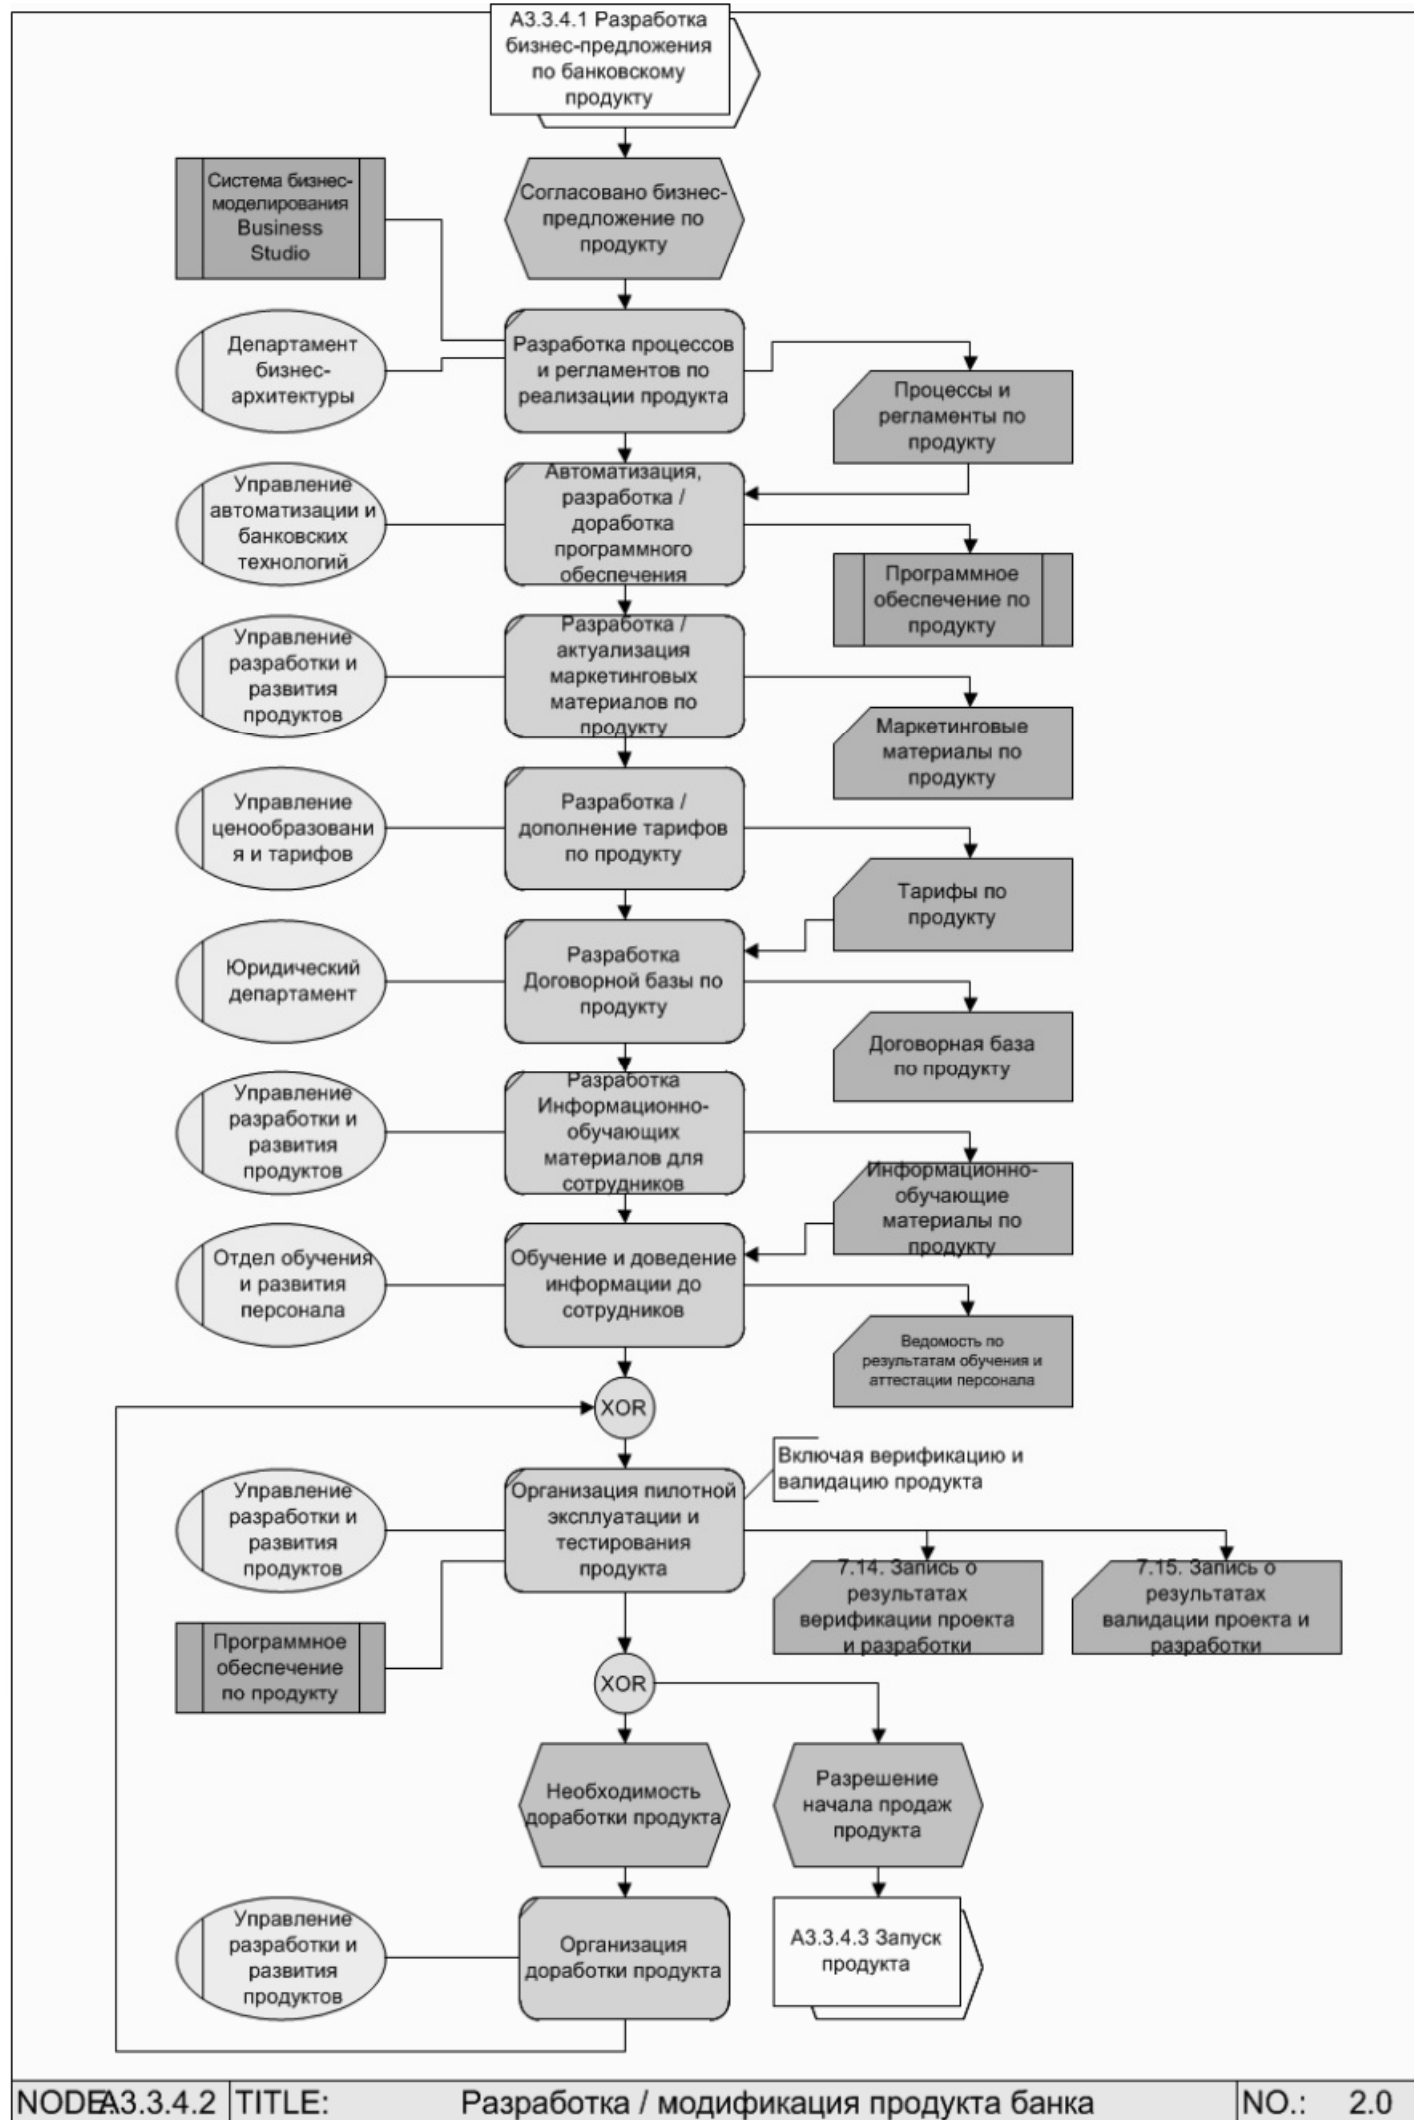 А3.3.4.1 Разработка
бизнес-предложения
по банковскому
продукту
Система бизнес-
моделирования
Business
Studio
Согласовано бизнес-
предложение по
продукту
Департамент
бизнес-
архитектуры
Разработка процессов
и регламентов по
реализации продукта
Процессы и
регламенты по
продукту
Управление
автоматизации и
банковских
технологий
Автоматизация,
разработка /
доработка
программного
обеспечения
Программное
обеспечение по
продукту
Управление
разработки и
развития
продуктов
Разработка /
актуализация
маркетинговых
материалов по
продукту
Маркетинговые
материалы по
продукту
Управление
ценообразовани
я и тарифов
Разработка /
дополнение тарифов
по продукту
Тарифы по
продукту
Юридический
департамент
Разработка
Договорной базы по
продукту
Договорная база
по продукту
Управление
разработки и
развития
продуктов
Разработка
Информационно-
обучающих
материалов для
сотрудников
Информационно-
обучающие
материалы по
продукту
Отдел обучения
и развития
персонала
Обучение и доведение
информации до
сотрудников
Ведомость по
результатам обучения и
аттестации персонала
XOR
Включая верификацию и
валидацию продукта
Управление
разработки и
развития
продуктов
Организация пилотной
эксплуатации и
тестирования
продукта
7.14. Запись о
результатах
верификации проекта
и разработки
7.15. Запись о
результатах
валидации проекта и
разработки
Программное
обеспечение
по продукту
XOR
Необходимость
доработки продукта
Разрешение
начала продаж
продукта
Управление
разработки и
развития
продуктов
Организация
доработки продукта
А3.3.4.3 Запуск
продукта
NODE: А3.3.4.2 TITLE: Разработка / модификация продукта банка NO.: 2.0